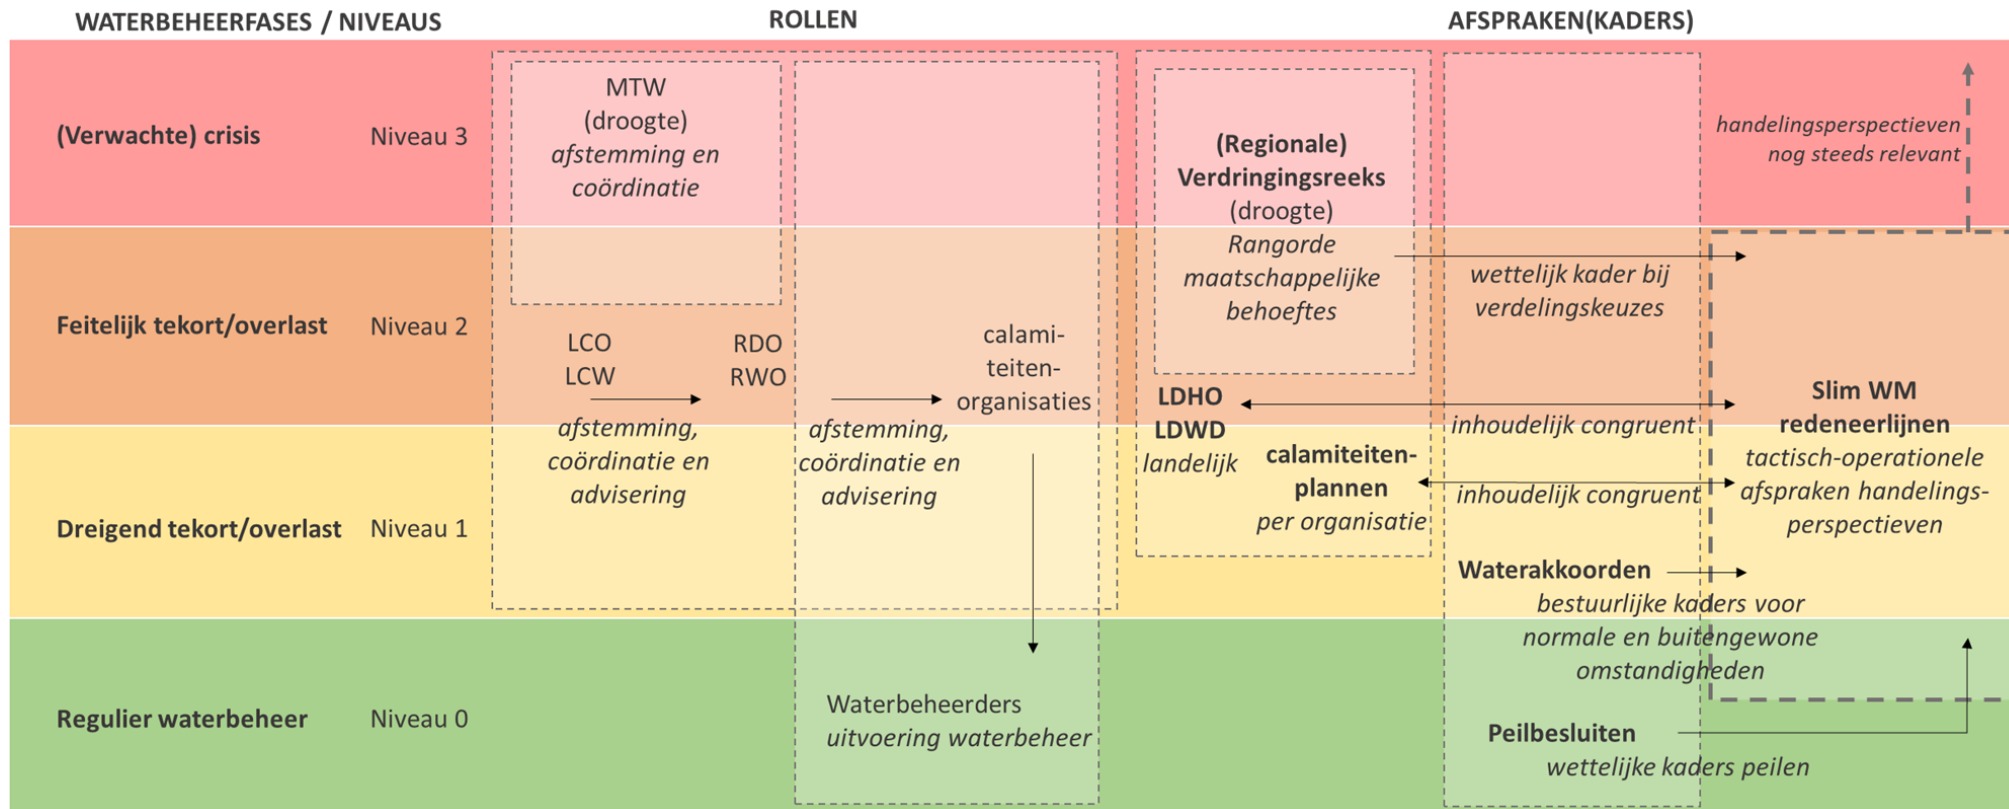 WATERBEHEERFASES / NIVEAUS
ROLLEN
AFSPRAKEN(KADERS)
(Verwachte) crisis
Niveau 3
MTW
(droogte)
afstemming en
coördinatie
(Regionale)
Verdringingsreeks
(droogte)
Rangorde
maatschappelijke
behoeftes
handelingsperspectieven
nog steeds relevant
Feitelijk tekort/overlast
Niveau 2
LCO
LCW
RDO
RWO
afstemming,
coördinatie en
advisering
afstemming,
coördinatie en
advisering
calami-
teiten-
organisaties
wettelijk kader bij
verdelingskeuzes
LDHO
LDWD
landelijk
inhoudelijk congruent
calamiteiten-
plannen
per organisatie
inhoudelijk congruent
Slim WM
redeneerlijnen
tactisch-operationele
afspraken handelings-
perspectieven
Dreigend tekort/overlast
Niveau 1
Waterakkoorden
bestuurlijke kaders voor
normale en buitengewone
omstandigheden
Regulier waterbeheer
Niveau 0
Waterbeheerders
uitvoering waterbeheer
Peilbesluiten
wettelijke kaders peilen